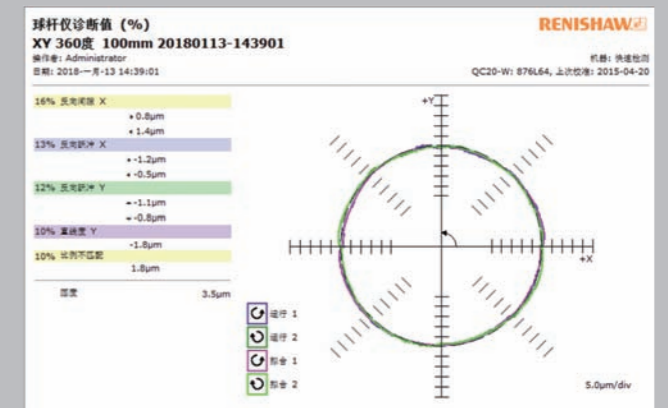 球杆仪诊断值 (%)
RENISHAW
XY 360度 100mm 20180113-143901
操作者: Administrator
机器: 快速检测
日期: 2018-一月-13 14:39:01
QC20-W: 876L64, 上次校准: 2015-04-20
16% 反向间隙 X
0.8μm
1.4μm
13% 反向跃冲 X
-1.2μm
-0.5μm
12% 反向跃冲 Y
-1.1μm
-0.8μm
10% 直线度 Y
-1.8μm
10% 比例不匹配
1.8μm
圆度 3.5μm
+Y
+X
运行 1
运行 2
拟合 1
拟合 2
5.0μm/div